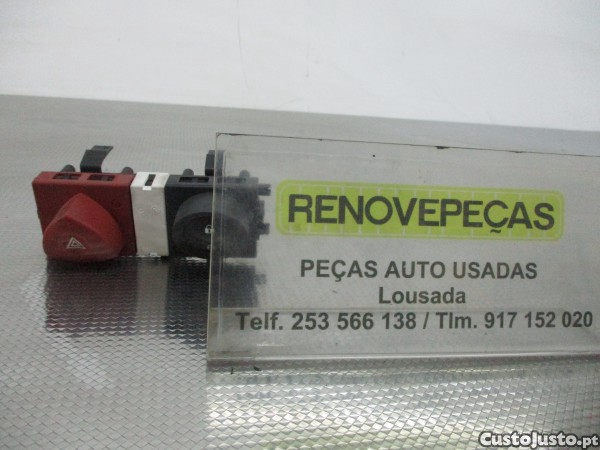 RENOVEPEÇAS
PEÇAS AUTO USADAS
Lousada
Telf. 253 566 138 / Tlm. 917 152 020
CustoJusto.pt